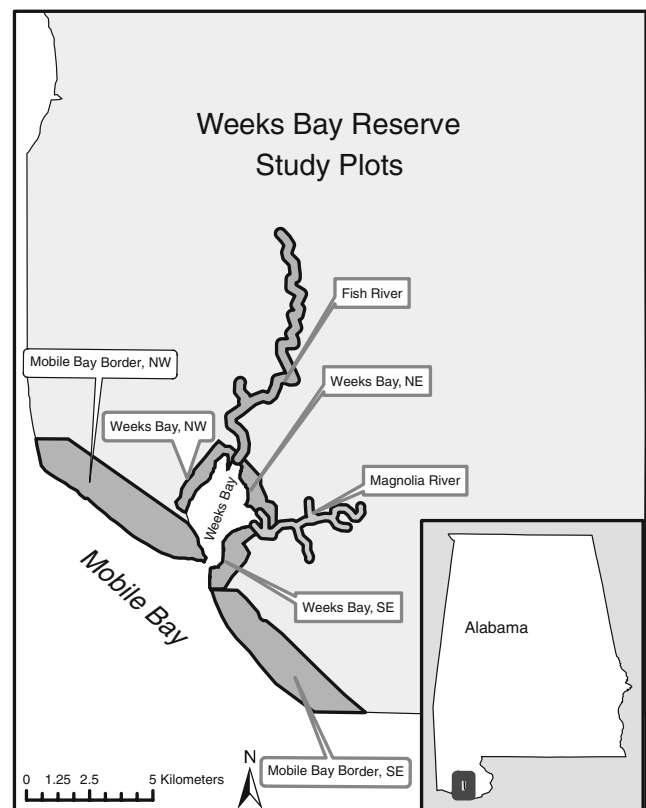 Weeks Bay Reserve
Study Plots
Fish River
Mobile Bay Border, NW
Weeks Bay, NE
Weeks Bay, NW
Magnolia River
Weeks Bay
Mobile Bay
Weeks Bay, SE
Alabama
N
0 1.25 2.5 5 Kilometers
Mobile Bay Border, SE